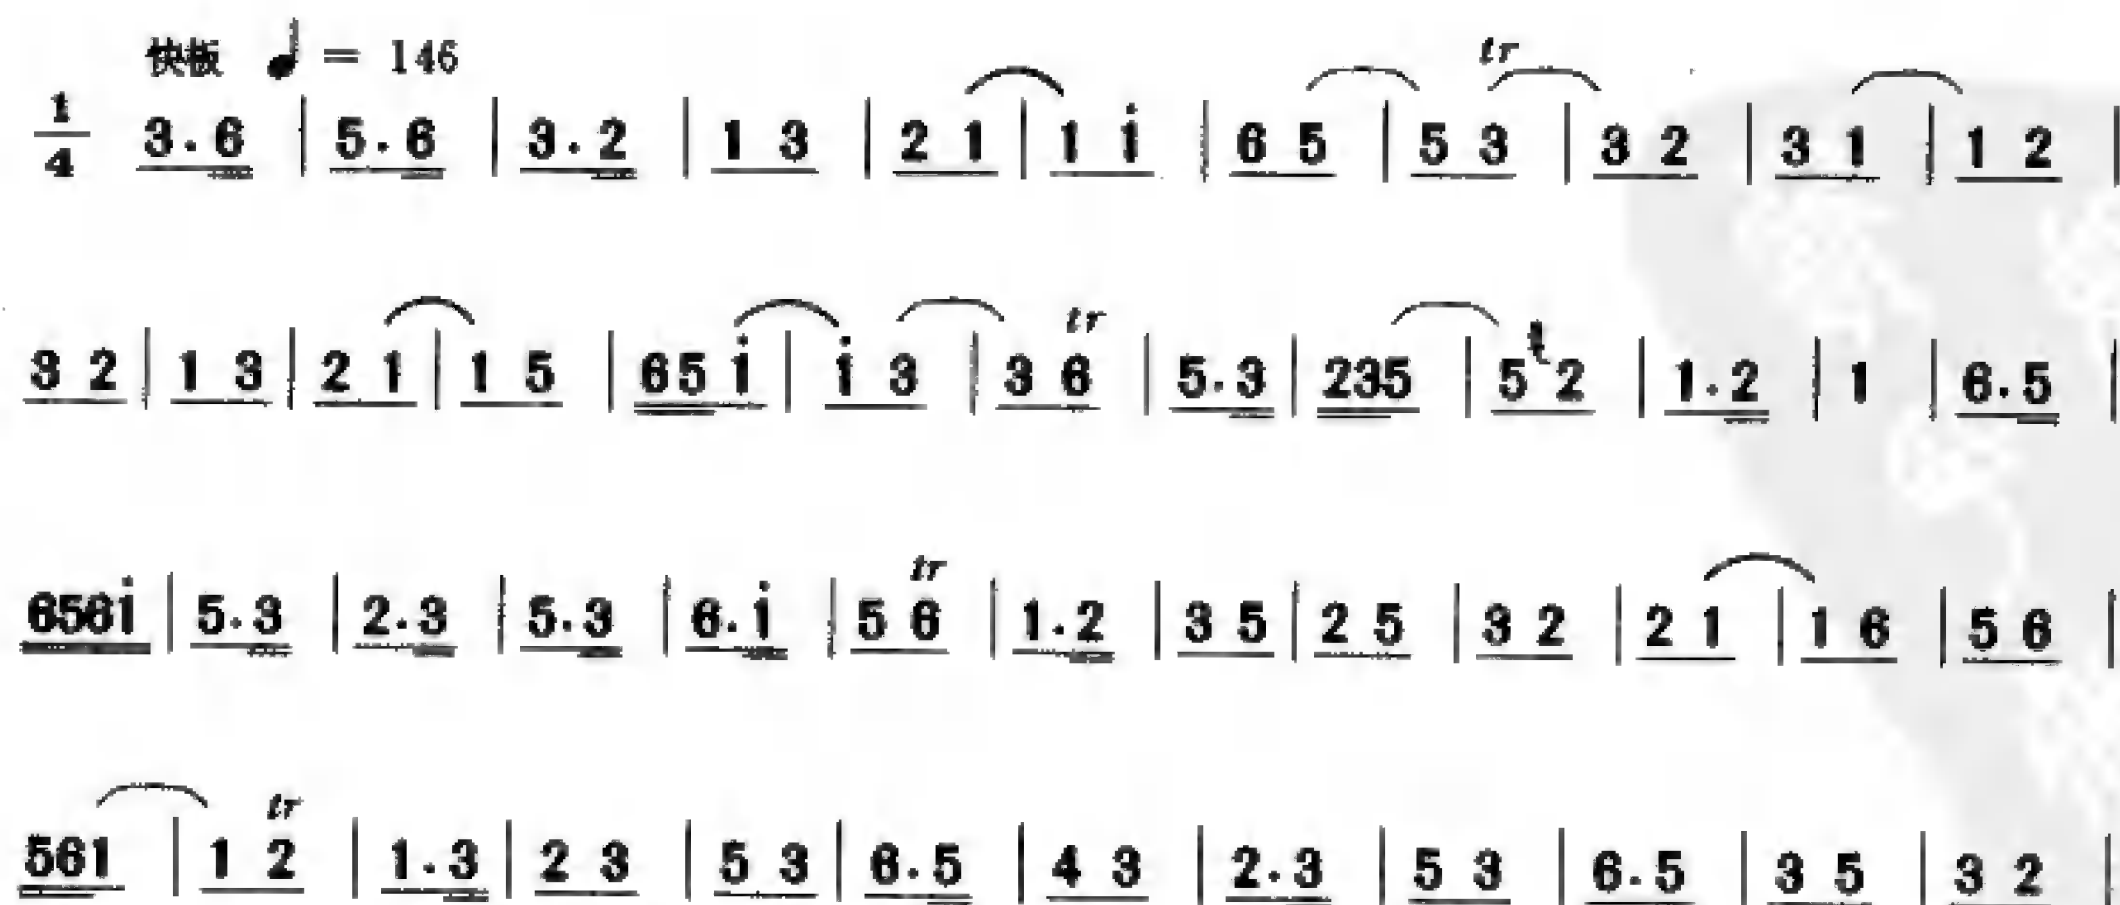 快板 ♩ = 146
1/4 3.6 | 5.6 | 3.2 | 1 3 | 2 1 | 1 i̇ | 6 5 | 5 3 tr | 3 2 | 3 1 | 1 2 |
3 2 | 1 3 | 2 1 | 1 5 | 65 i̇ | i̇ 3 | 3 6 tr | 5.3 | 235 | 5 2 | 1.2 | 1 | 6.5 |
656i̇ | 5.3 | 2.3 | 5.3 | 6.i̇ | 5 6 tr | 1.2 | 3 5 | 2 5 | 3 2 | 2 1 | 1 6 | 5 6 |
561 | 1 2 tr | 1.3 | 2 3 | 5 3 | 6.5 | 4 3 | 2.3 | 5 3 | 6.5 | 3 5 | 3 2 |